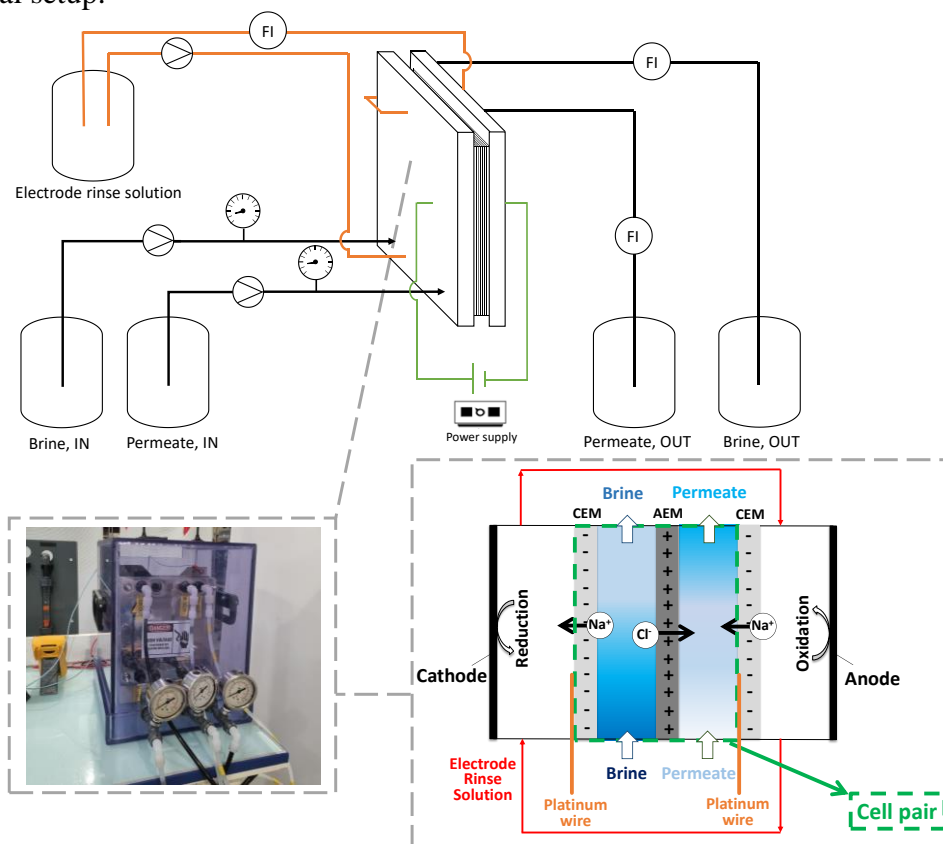 al setup.
FI
FI
Electrode rinse solution
FI
Brine, IN
Permeate, IN
Power supply
Permeate, OUT
Brine, OUT
Brine
Permeate
CEM
AEM
CEM
Reduction
Na⁺
Cl⁻
Na⁺
Oxidation
Cathode
Anode
Electrode
Rinse
Solution
Brine
Permeate
Platinum
wire
Platinum
wire
Cell pair
DANGER